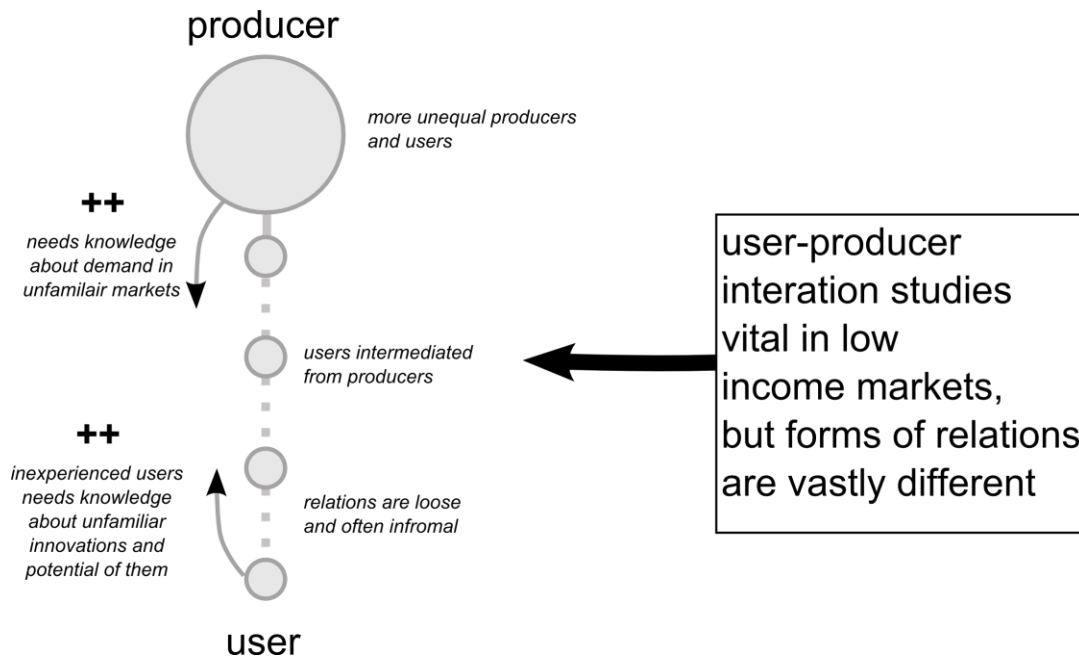 producer
more unequal producers
and users
++
needs knowledge
about demand in
unfamilair markets
users intermediated
from producers
++
inexperienced users
needs knowledge
about unfamiliar
innovations and
potential of them
relations are loose
and often infromal
user
user-producer
interation studies
vital in low
income markets,
but forms of relations
are vastly different